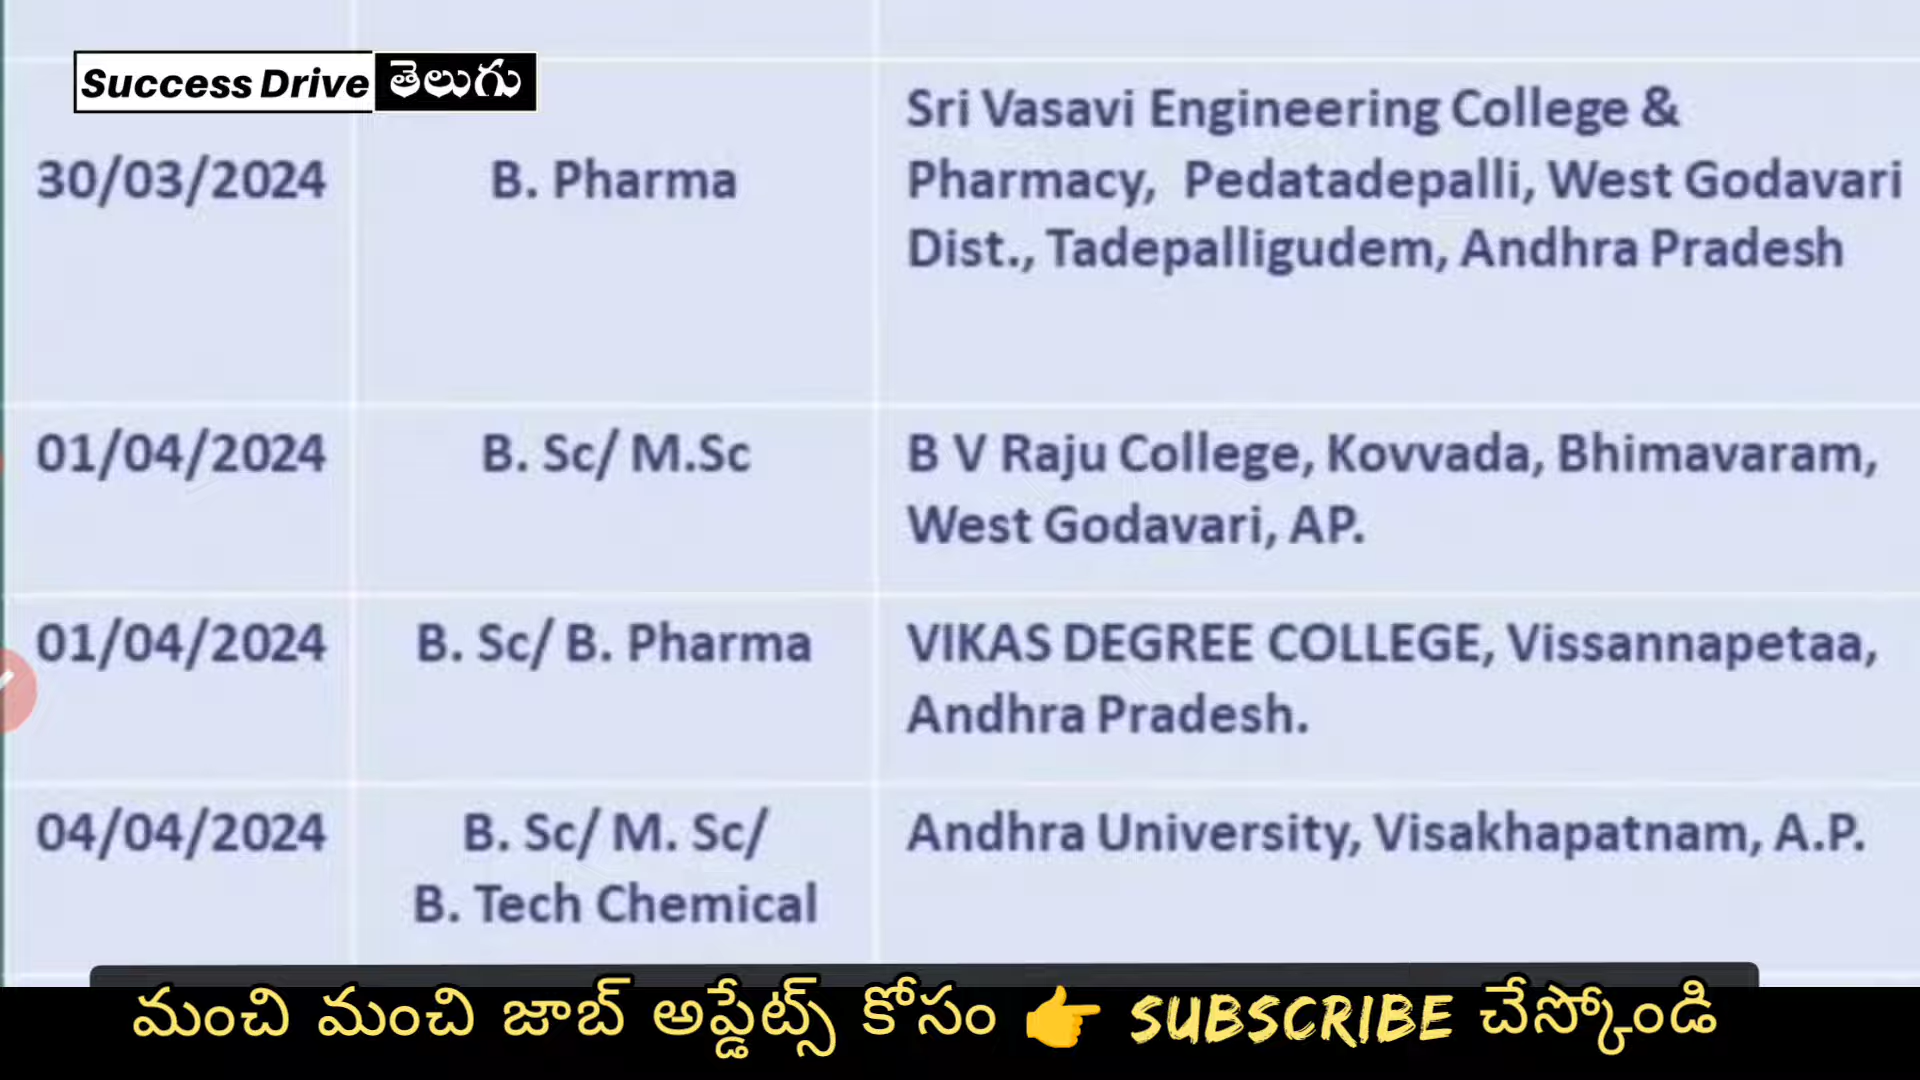 Success Drive తెలుగు
Sri Vasavi Engineering College &
30/03/2024 B. Pharma Pharmacy, Pedatadepalli, West Godavari
Dist., Tadepalligudem, Andhra Pradesh
01/04/2024 B. Sc/ M.Sc B V Raju College, Kovvada, Bhimavaram,
West Godavari, AP.
01/04/2024 B. Sc/ B. Pharma VIKAS DEGREE COLLEGE, Vissannapetaa,
Andhra Pradesh.
04/04/2024 B. Sc/ M. Sc/ Andhra University, Visakhapatnam, A.P.
B. Tech Chemical
మంచి మంచి జాబ్ అప్డేట్స్ కోసం 👉 SUBSCRIBE చేస్కోండి